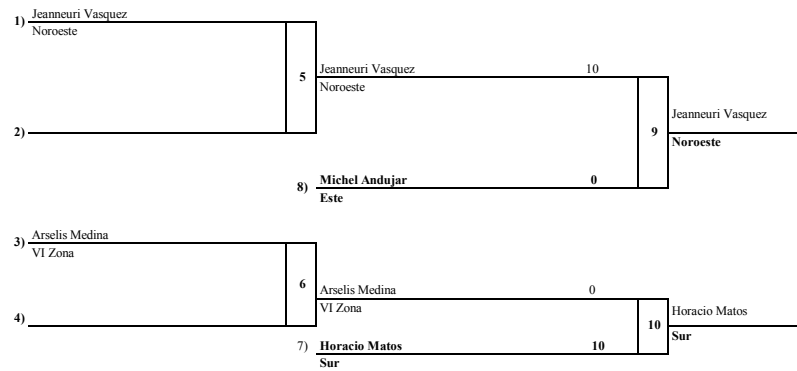 1) Jeanneuri Vasquez
Noroeste
5 Jeanneuri Vasquez 10
Noroeste
Jeanneuri Vasquez
2)
9
Noroeste
8) Michel Andujar 0
Este
3) Arselis Medina
VI Zona
6 Arselis Medina 0
VI Zona
Horacio Matos
4)
10
Sur
7) Horacio Matos 10
Sur